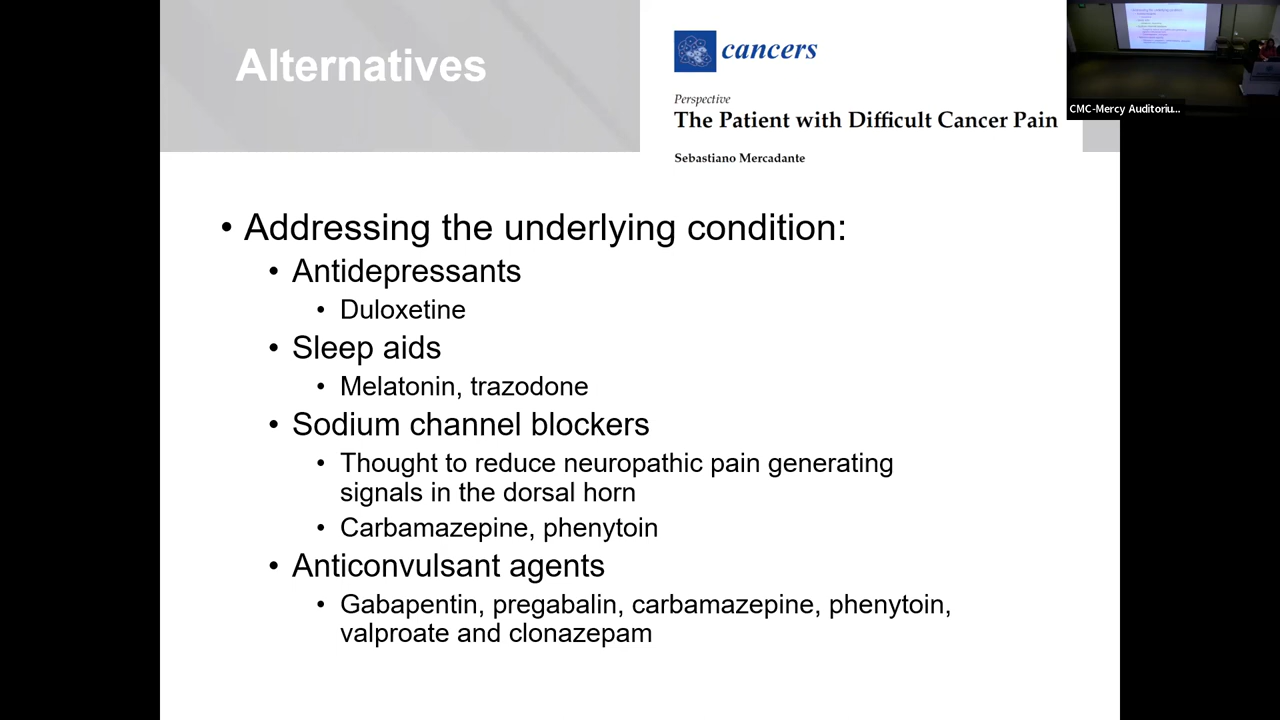 Alternatives
cancers
Perspective
The Patient with Difficult Cancer Pain
Sebastiano Mercadante
CMC-Mercy Auditoriu...
• Addressing the underlying condition:
• Antidepressants
• Duloxetine
• Sleep aids
• Melatonin, trazodone
• Sodium channel blockers
• Thought to reduce neuropathic pain generating
signals in the dorsal horn
• Carbamazepine, phenytoin
• Anticonvulsant agents
• Gabapentin, pregabalin, carbamazepine, phenytoin,
valproate and clonazepam